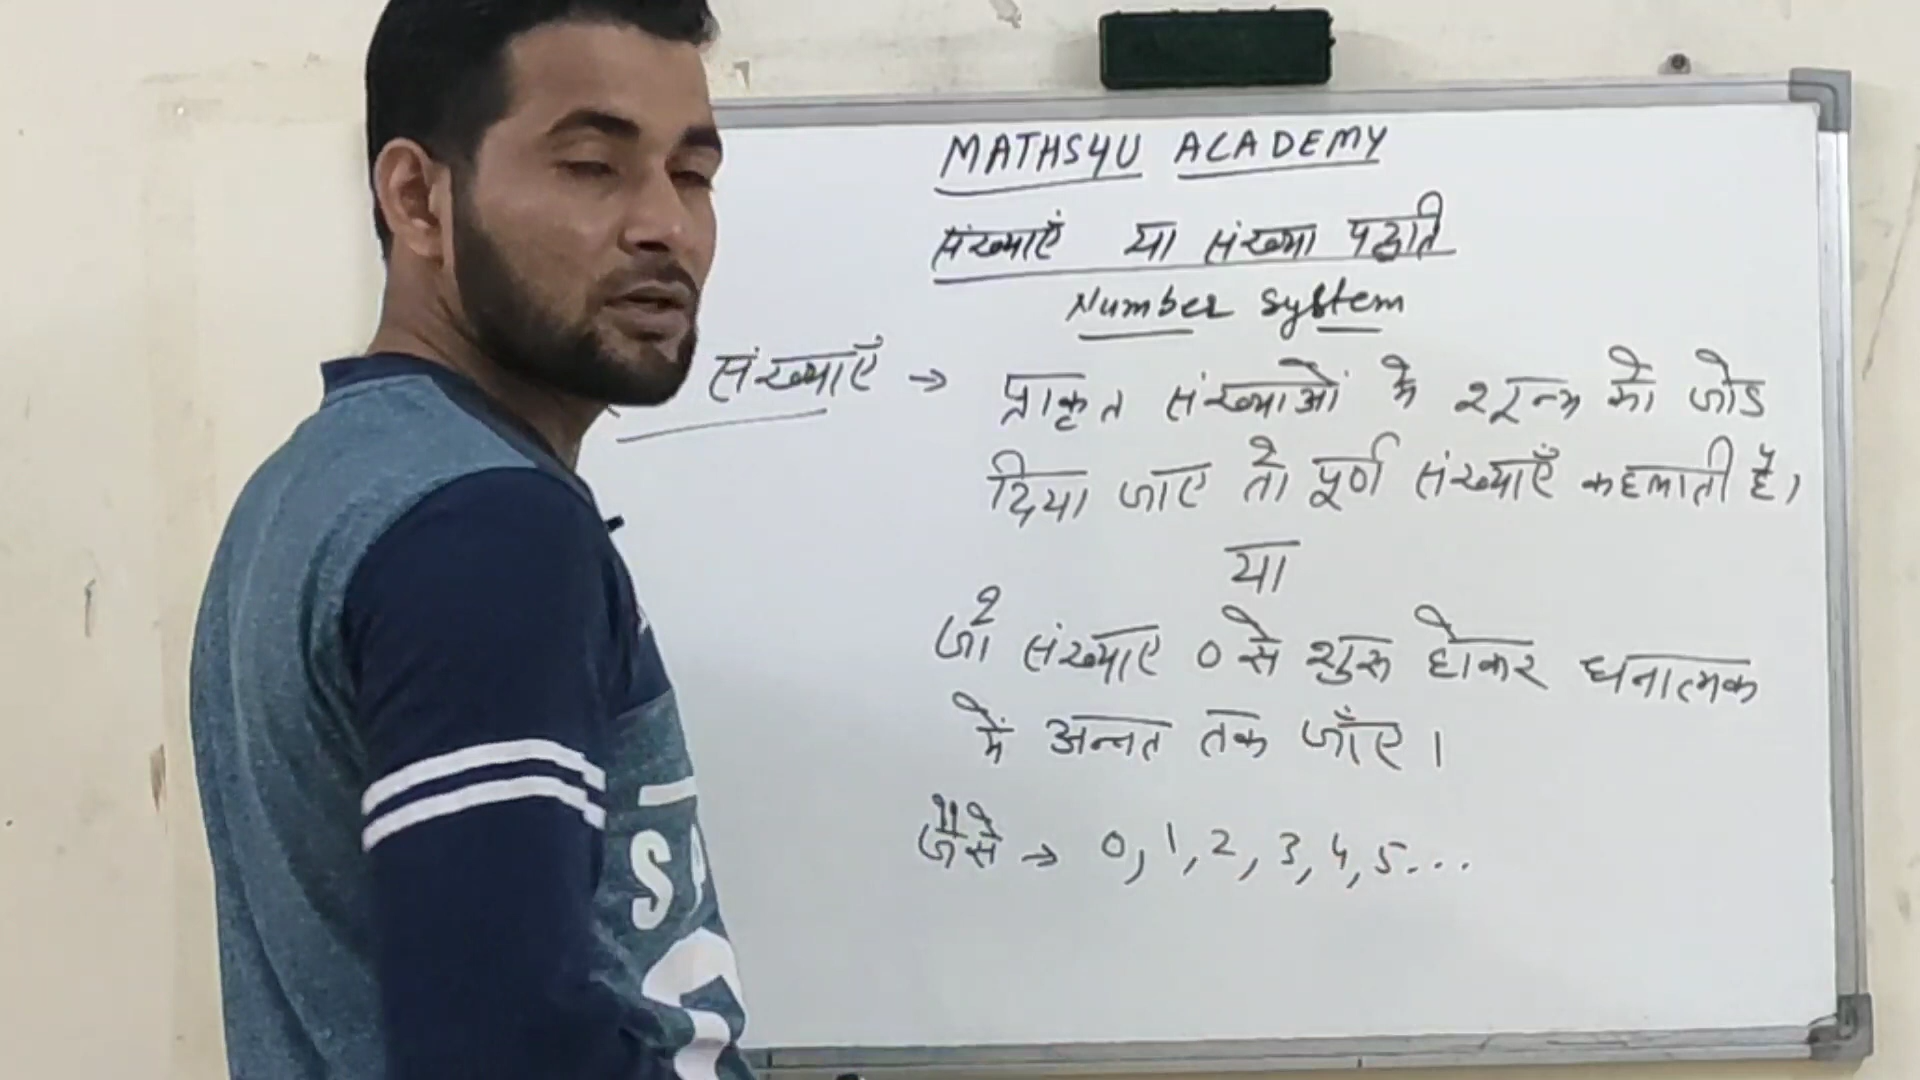 MATHS4U ACADEMY
संख्याएँ या संख्या पद्धति
Number System
संख्याएँ → प्राकृत संख्याओं में शून्य को जोड
दिया जाए तो पूर्ण संख्याएँ कहलाती है।
या
जो संख्याए 0 से शुरू होकर धनात्मक
में अन्नत तक जाँए।
जैसे → 0, 1, 2, 3, 4, 5...